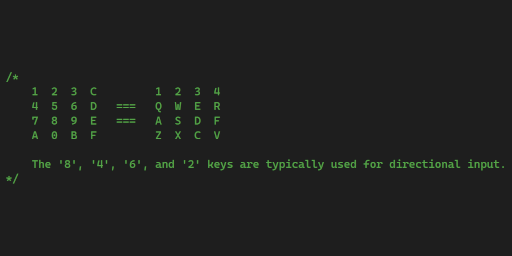 /*
    1  2  3  C         1  2  3  4
    4  5  6  D   ===   Q  W  E  R
    7  8  9  E   ===   A  S  D  F
    A  0  B  F         Z  X  C  V
    The '8', '4', '6', and '2' keys are typically used for directional input.
*/